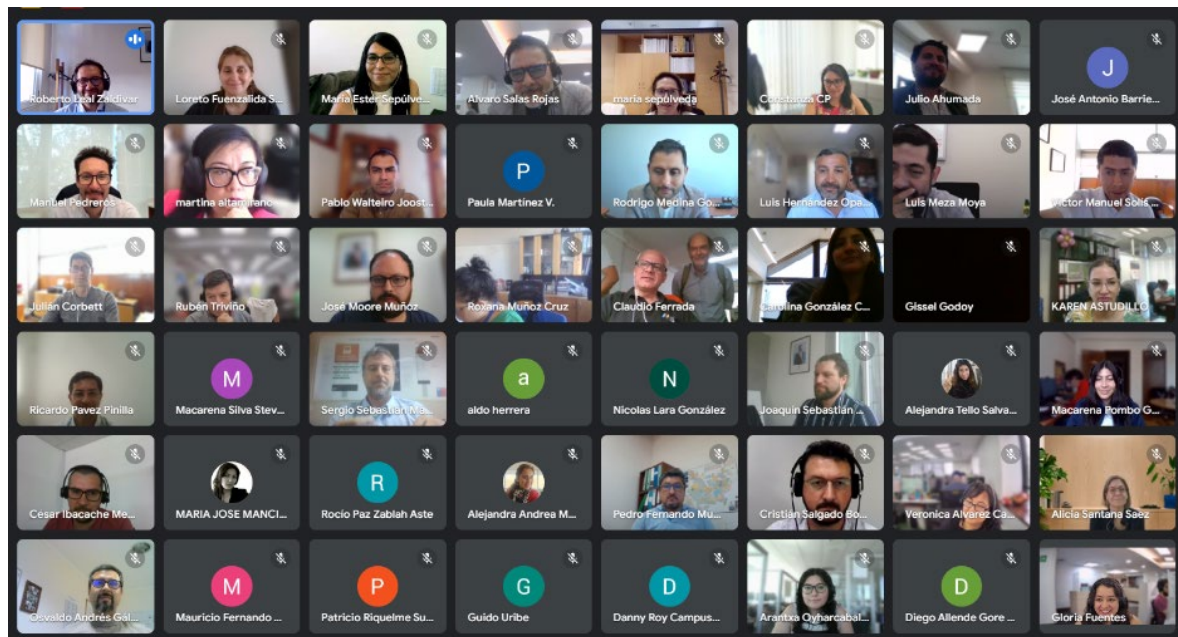 Roberto Leal Zaldívar
Loreto Fuenzalida S...
María Ester Sepúlve...
Alvaro Salas Rojas
maria sepúlveda
Constanza CP
Julio Ahumada
J
José Antonio Barrie...
Manuel Pedreros
martina altamirano
Pablo Walteiro Joost...
P
Paula Martínez V.
Rodrigo Medina Go...
Luis Hernandez Opa...
Luis Meza Moya
Victor Manuel Solis ...
Julián Corbett
Rubén Triviño
José Moore Muñoz
Roxana Muñoz Cruz
Claudio Ferrada
Carolina González C...
Gissel Godoy
KAREN ASTUDILLO
Ricardo Pavez Pinilla
M
Macarena Silva Stev...
Sergio Sebastián Ma...
a
aldo herrera
N
Nicolas Lara González
Joaquín Sebastián ...
Alejandra Tello Salva...
Macarena Pombo G...
César Ibacache Me...
MARIA JOSE MANCI...
R
Rocío Paz Zablah Aste
Alejandra Andrea M...
Pedro Fernando Mu...
Cristian Salgado Bo...
Veronica Alvarez Ca...
Alicia Santana Saez
Osvaldo Andrés Gál...
M
Mauricio Fernando ...
P
Patricio Riquelme Su...
G
Guido Uribe
D
Danny Roy Campus...
Arantxa Oyharcabal...
D
Diego Allende Gore ...
Gloria Fuentes